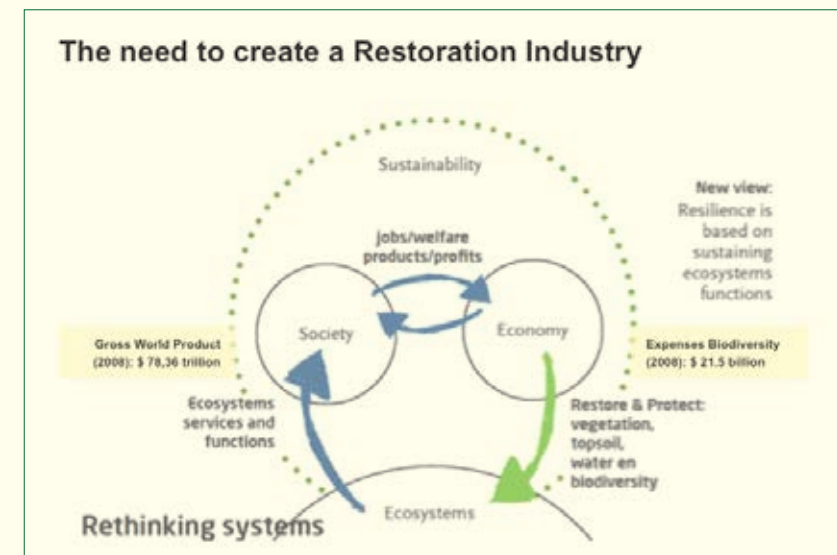 The need to create a Restoration Industry
Sustainability
New view:
Resilience is
based on
sustaining
ecosystems
functions
jobs/welfare
products/profits
Society
Economy
Gross World Product
(2008): $ 78,36 trillion
Expenses Biodiversity
(2008): $ 21.5 billion
Ecosystems
services and
functions
Restore & Protect:
vegetation,
topsoil,
water en
biodiversity
Ecosystems
Rethinking systems